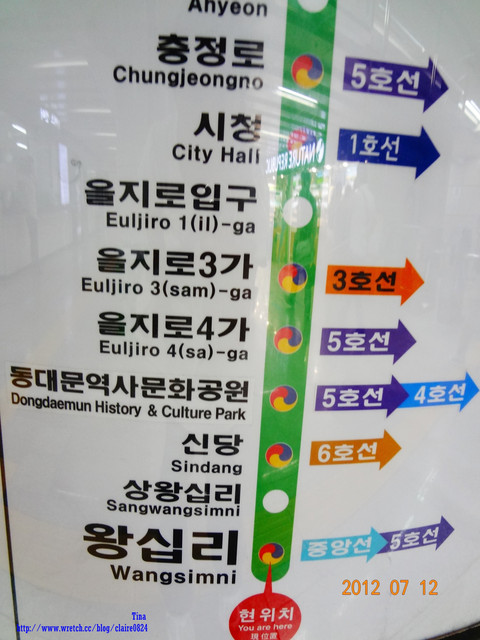 Ahyeon
충정로
Chungjeongno
5호선
시청
City Hall
1호선
NATURE REPUBLIC
을지로입구
Euljiro 1(il)-ga
을지로3가
Euljiro 3(sam)-ga
3호선
을지로4가
Euljiro 4(sa)-ga
5호선
동대문역사문화공원
Dongdaemun History & Culture Park
5호선 4호선
신당
Sindang
6호선
상왕십리
Sangwangsimni
왕십리
Wangsimni
중앙선 5호선
현위치
You are here
現位置
2012 07 12
Tina
http://www.wretch.cc/blog/claire0824